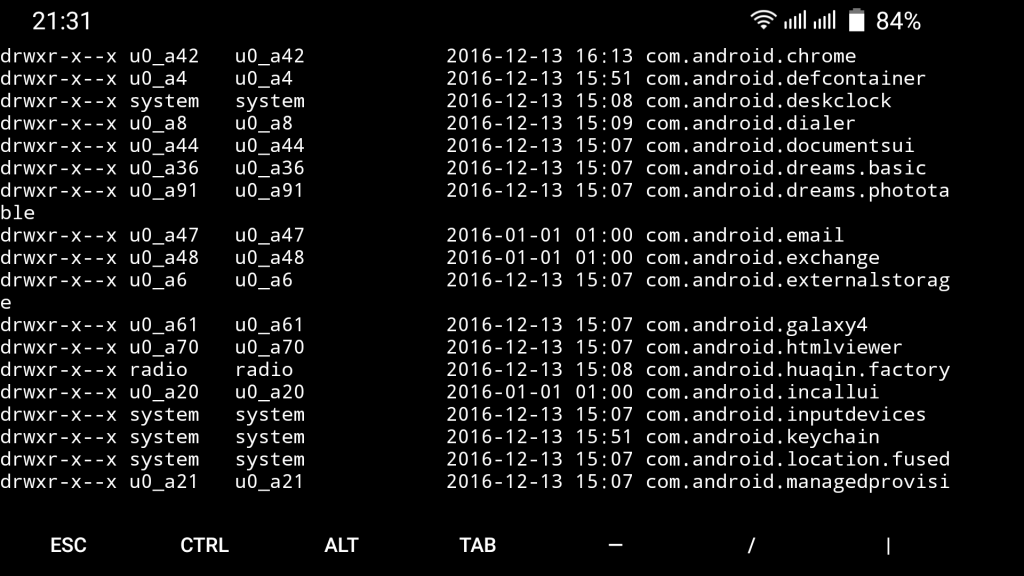 21:31 84%
drwxr-x--x u0_a42   u0_a42            2016-12-13 16:13 com.android.chrome
drwxr-x--x u0_a4    u0_a4             2016-12-13 15:51 com.android.defcontainer
drwxr-x--x system   system            2016-12-13 15:08 com.android.deskclock
drwxr-x--x u0_a8    u0_a8             2016-12-13 15:09 com.android.dialer
drwxr-x--x u0_a44   u0_a44            2016-12-13 15:07 com.android.documentsui
drwxr-x--x u0_a36   u0_a36            2016-12-13 15:07 com.android.dreams.basic
drwxr-x--x u0_a91   u0_a91            2016-12-13 15:07 com.android.dreams.photota
ble
drwxr-x--x u0_a47   u0_a47            2016-01-01 01:00 com.android.email
drwxr-x--x u0_a48   u0_a48            2016-01-01 01:00 com.android.exchange
drwxr-x--x u0_a6    u0_a6             2016-12-13 15:07 com.android.externalstorag
e
drwxr-x--x u0_a61   u0_a61            2016-12-13 15:07 com.android.galaxy4
drwxr-x--x u0_a70   u0_a70            2016-12-13 15:07 com.android.htmlviewer
drwxr-x--x radio    radio             2016-12-13 15:08 com.android.huaqin.factory
drwxr-x--x u0_a20   u0_a20            2016-01-01 01:00 com.android.incallui
drwxr-x--x system   system            2016-12-13 15:07 com.android.inputdevices
drwxr-x--x system   system            2016-12-13 15:51 com.android.keychain
drwxr-x--x system   system            2016-12-13 15:07 com.android.location.fused
drwxr-x--x u0_a21   u0_a21            2016-12-13 15:07 com.android.managedprovisi
ESC CTRL ALT TAB — / |